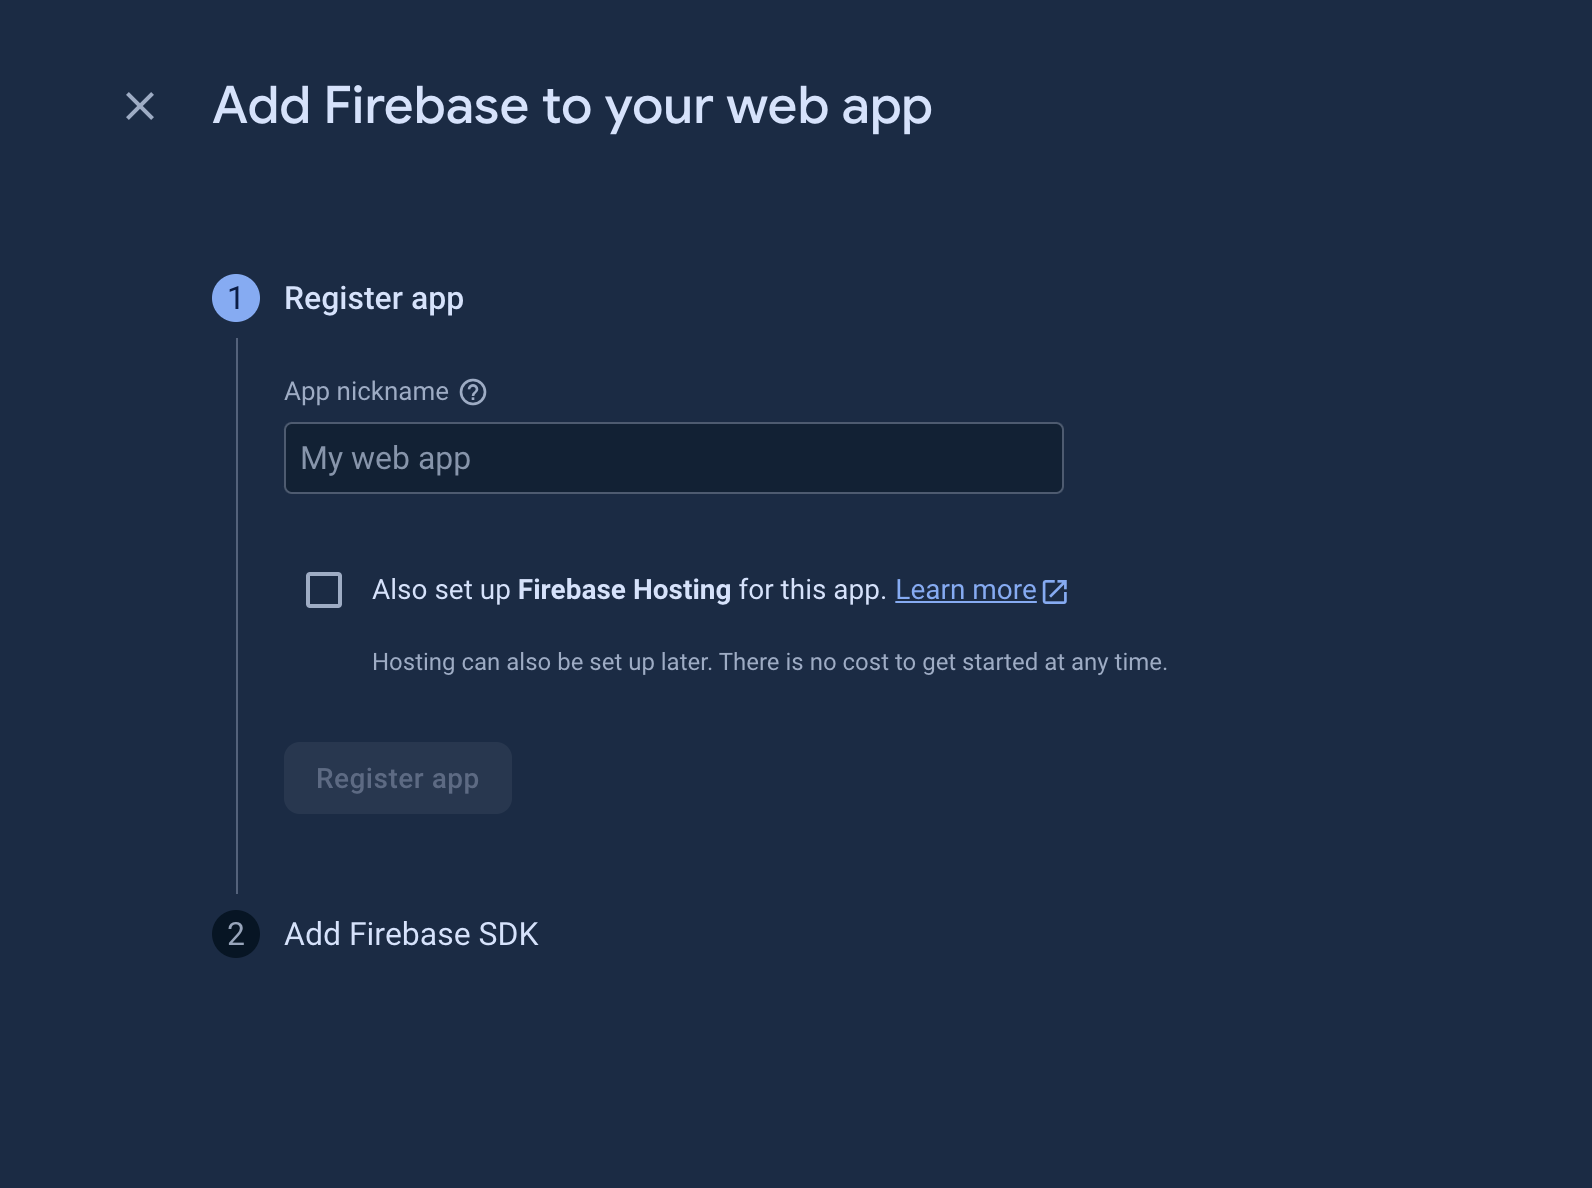 Add Firebase to your web app
1 Register app
App nickname ?
My web app
Also set up Firebase Hosting for this app. Learn more
Hosting can also be set up later. There is no cost to get started at any time.
Register app
2 Add Firebase SDK